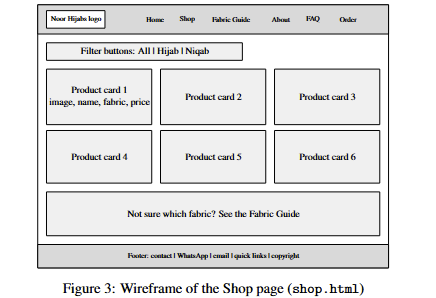 Noor Hijabs logo Home Shop Fabric Guide About FAQ Order
Filter buttons: All | Hijab | Niqab
Product card 1
image, name, fabric, price
Product card 2
Product card 3
Product card 4
Product card 5
Product card 6
Not sure which fabric? See the Fabric Guide
Footer: contact | WhatsApp | email | quick links | copyright
Figure 3: Wireframe of the Shop page (shop.html)